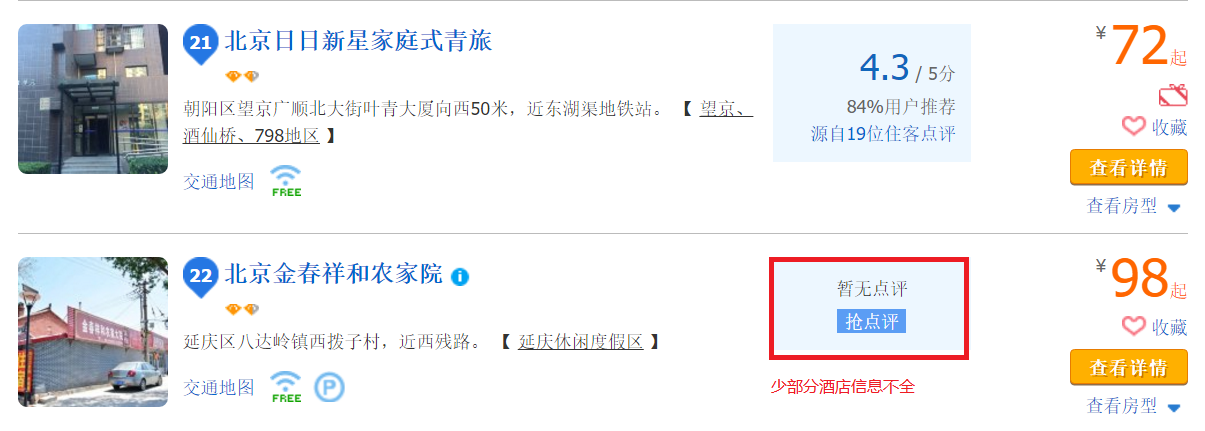 21 北京日日新星家庭式青旅
朝阳区望京广顺北大街叶青大厦向西50米，近东湖渠地铁站。 【 望京、
酒仙桥、798地区 】
交通地图 FREE
4.3 / 5分
84%用户推荐
源自19位住客点评
¥72起
收藏
查看详情
查看房型
22 北京金春祥和农家院 i
延庆区八达岭镇西拨子村，近西残路。 【 延庆休闲度假区 】
交通地图 FREE P
暂无点评
抢点评
少部分酒店信息不全
¥98起
收藏
查看详情
查看房型